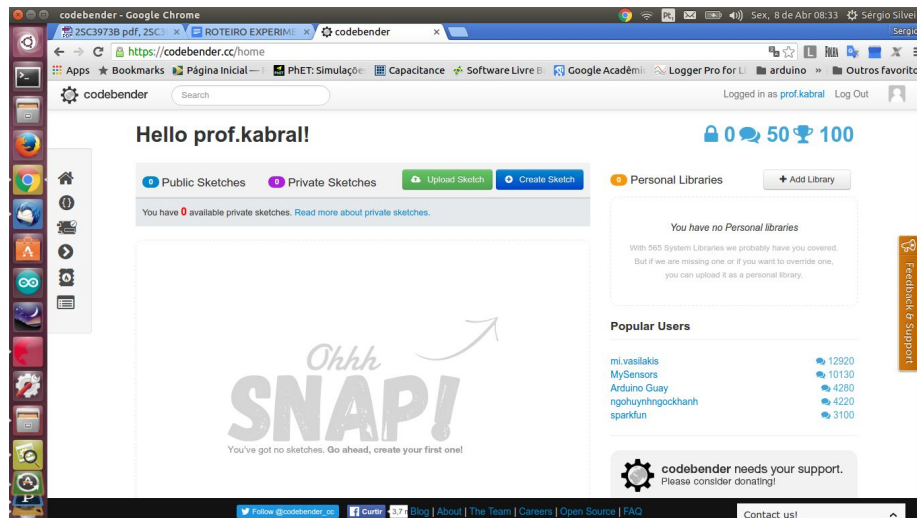 codebender - Google Chrome
Pt,
Sex, 8 de Abr 08:33
Sérgio Silvei
2SC3973B pdf, 2SC3
ROTEIRO EXPERIME
codebender
Sérgio
https://codebender.cc/home
Apps
Bookmarks
Página Inicial —
PhET: Simulaçõe
Capacitance
Software Livre B
Google Acadêmi
Logger Pro for Li
arduino
»
Outros favorito
codebender
Search
Logged in as prof.kabral
Log Out
Hello prof.kabral!
0
50
100
0 Public Sketches
0 Private Sketches
Upload Sketch
Create Sketch
You have 0 available private sketches. Read more about private sketches.
Ohhh
SNAP!
You've got no sketches. Go ahead, create your first one!
0 Personal Libraries
+ Add Library
You have no Personal libraries
With 565 System Libraries we probably have you covered.
But if we are missing one or if you want to override one,
you can upload it as a personal library.
Popular Users
mi.vasilakis 12920
MySensors 10130
Arduino Guay 4280
ngohuynhngockhanh 4220
sparkfun 3100
Feedback & Support
codebender needs your support.
Please consider donating!
Follow @codebender_cc
Curtir
3,7
Blog | About | The Team | Careers | Open Source | FAQ
Contact us!